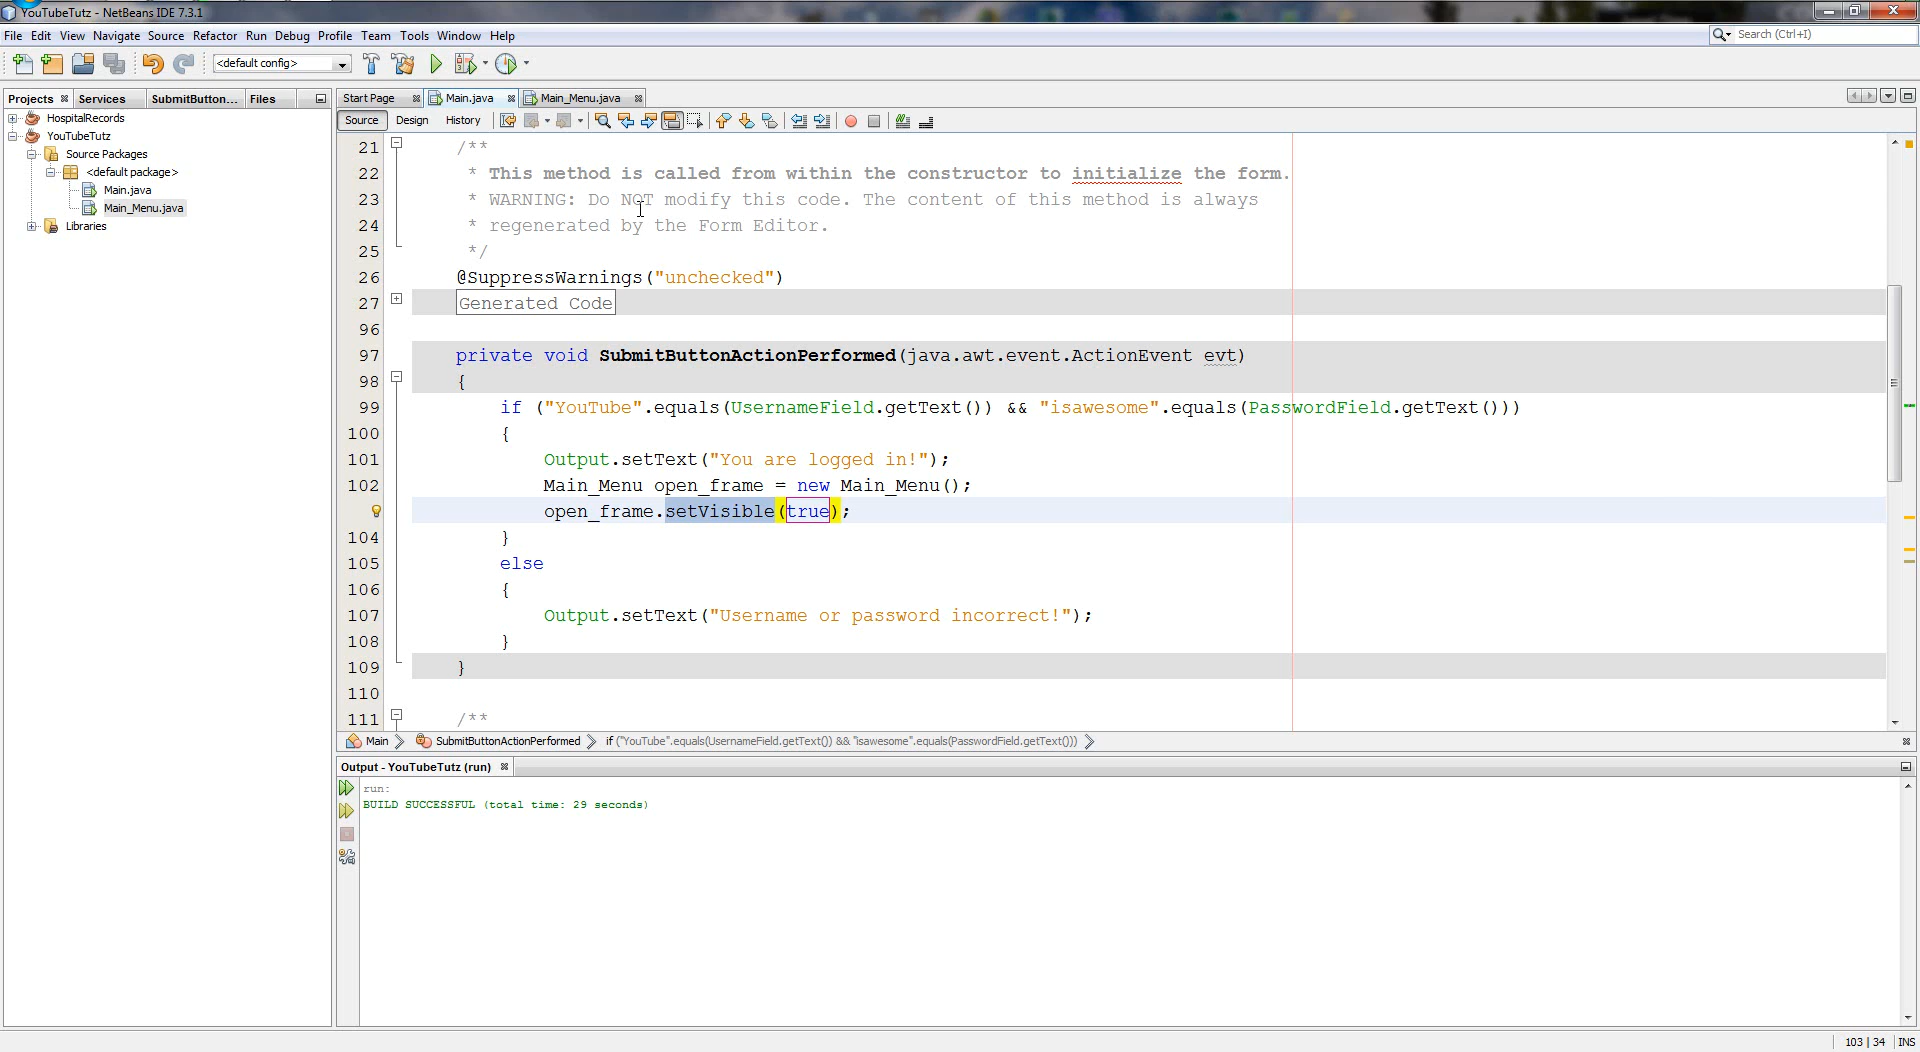 YouTubeTutz - NetBeans IDE 7.3.1
File Edit View Navigate Source Refactor Run Debug Profile Team Tools Window Help
Search (Ctrl+I)
<default config>
Projects Services SubmitButton... Files
Start Page Main.java Main_Menu.java
HospitalRecords
YouTubeTutz
Source Packages
<default package>
Main.java
Main_Menu.java
Libraries
Source Design History
21 /**
22 * This method is called from within the constructor to initialize the form.
23 * WARNING: Do NOT modify this code. The content of this method is always
24 * regenerated by the Form Editor.
25 */
26 @SuppressWarnings("unchecked")
27 Generated Code
96
97 private void SubmitButtonActionPerformed(java.awt.event.ActionEvent evt)
98 {
99 if ("YouTube".equals(UsernameField.getText()) && "isawesome".equals(PasswordField.getText()))
100 {
101 Output.setText("You are logged in!");
102 Main_Menu open_frame = new Main_Menu();
open_frame.setVisible(true);
104 }
105 else
106 {
107 Output.setText("Username or password incorrect!");
108 }
109 }
110
111 /**
Main SubmitButtonActionPerformed if ("YouTube".equals(UsernameField.getText()) && "isawesome".equals(PasswordField.getText()))
Output - YouTubeTutz (run)
run:
BUILD SUCCESSFUL (total time: 29 seconds)
103 | 34 INS